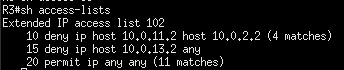 R3#sh access-lists
Extended IP access list 102
10 deny ip host 10.0.11.2 host 10.0.2.2 (4 matches)
15 deny ip host 10.0.13.2 any
20 permit ip any any (11 matches)